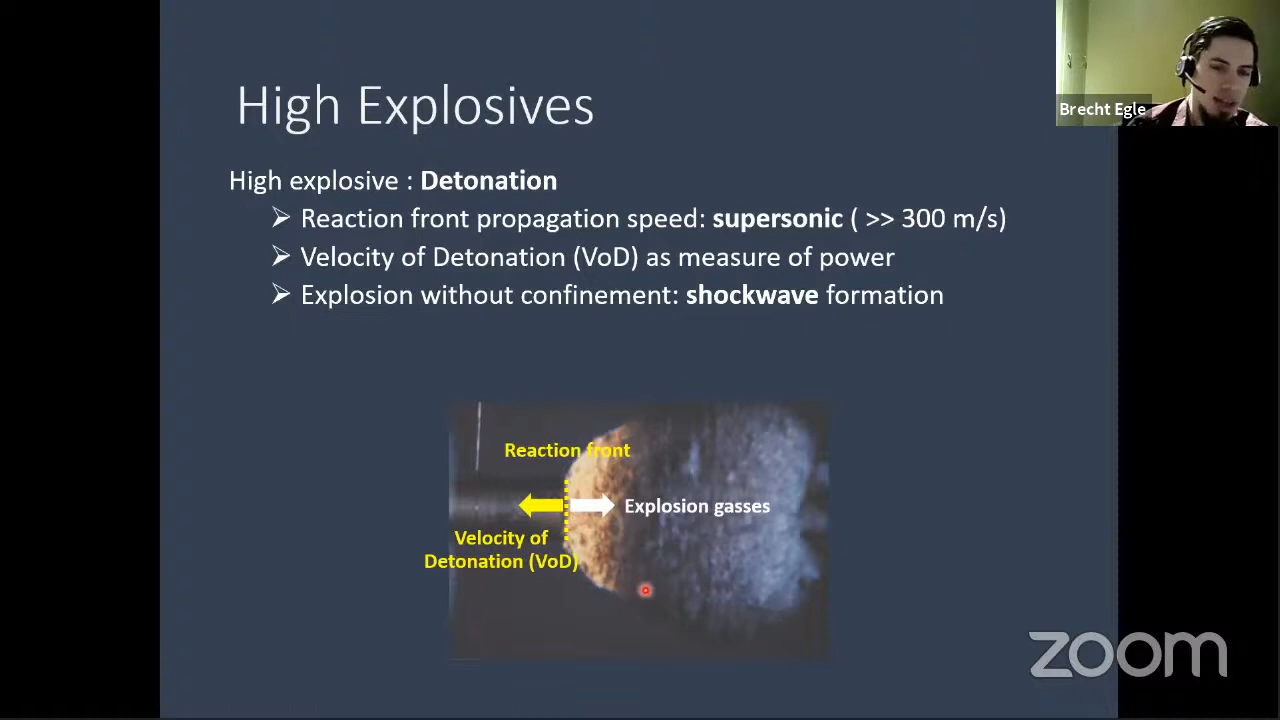 High Explosives
Brecht Egle
High explosive : Detonation
➢ Reaction front propagation speed: supersonic ( >> 300 m/s)
➢ Velocity of Detonation (VoD) as measure of power
➢ Explosion without confinement: shockwave formation
Reaction front
Explosion gasses
Velocity of
Detonation (VoD)
zoom